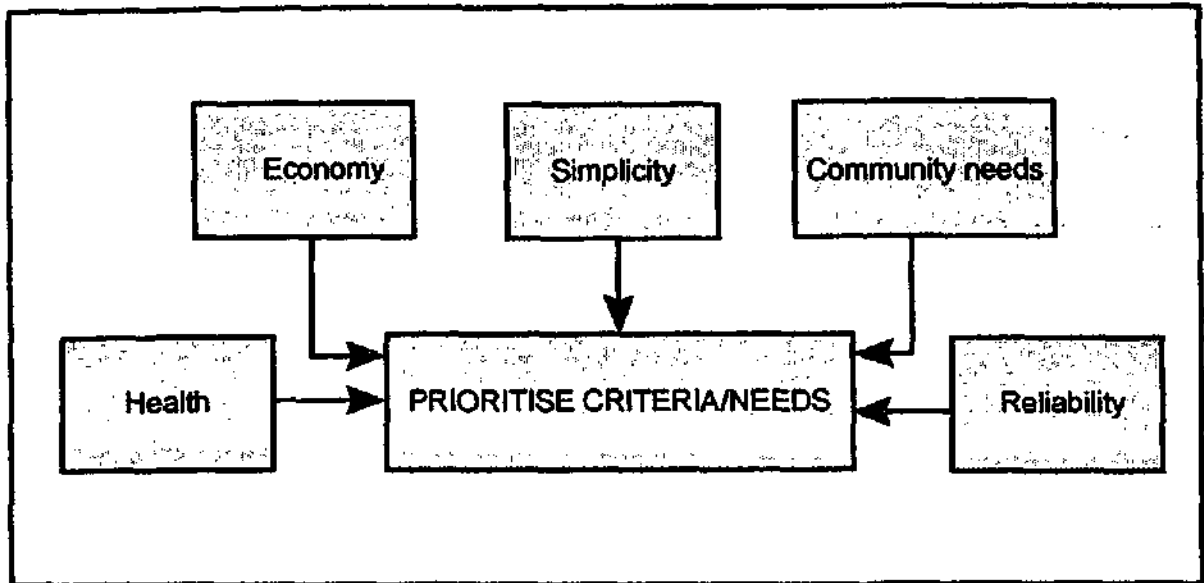 Economy
Simplicity
Community needs
Health
PRIORITISE CRITERIA/NEEDS
Reliability